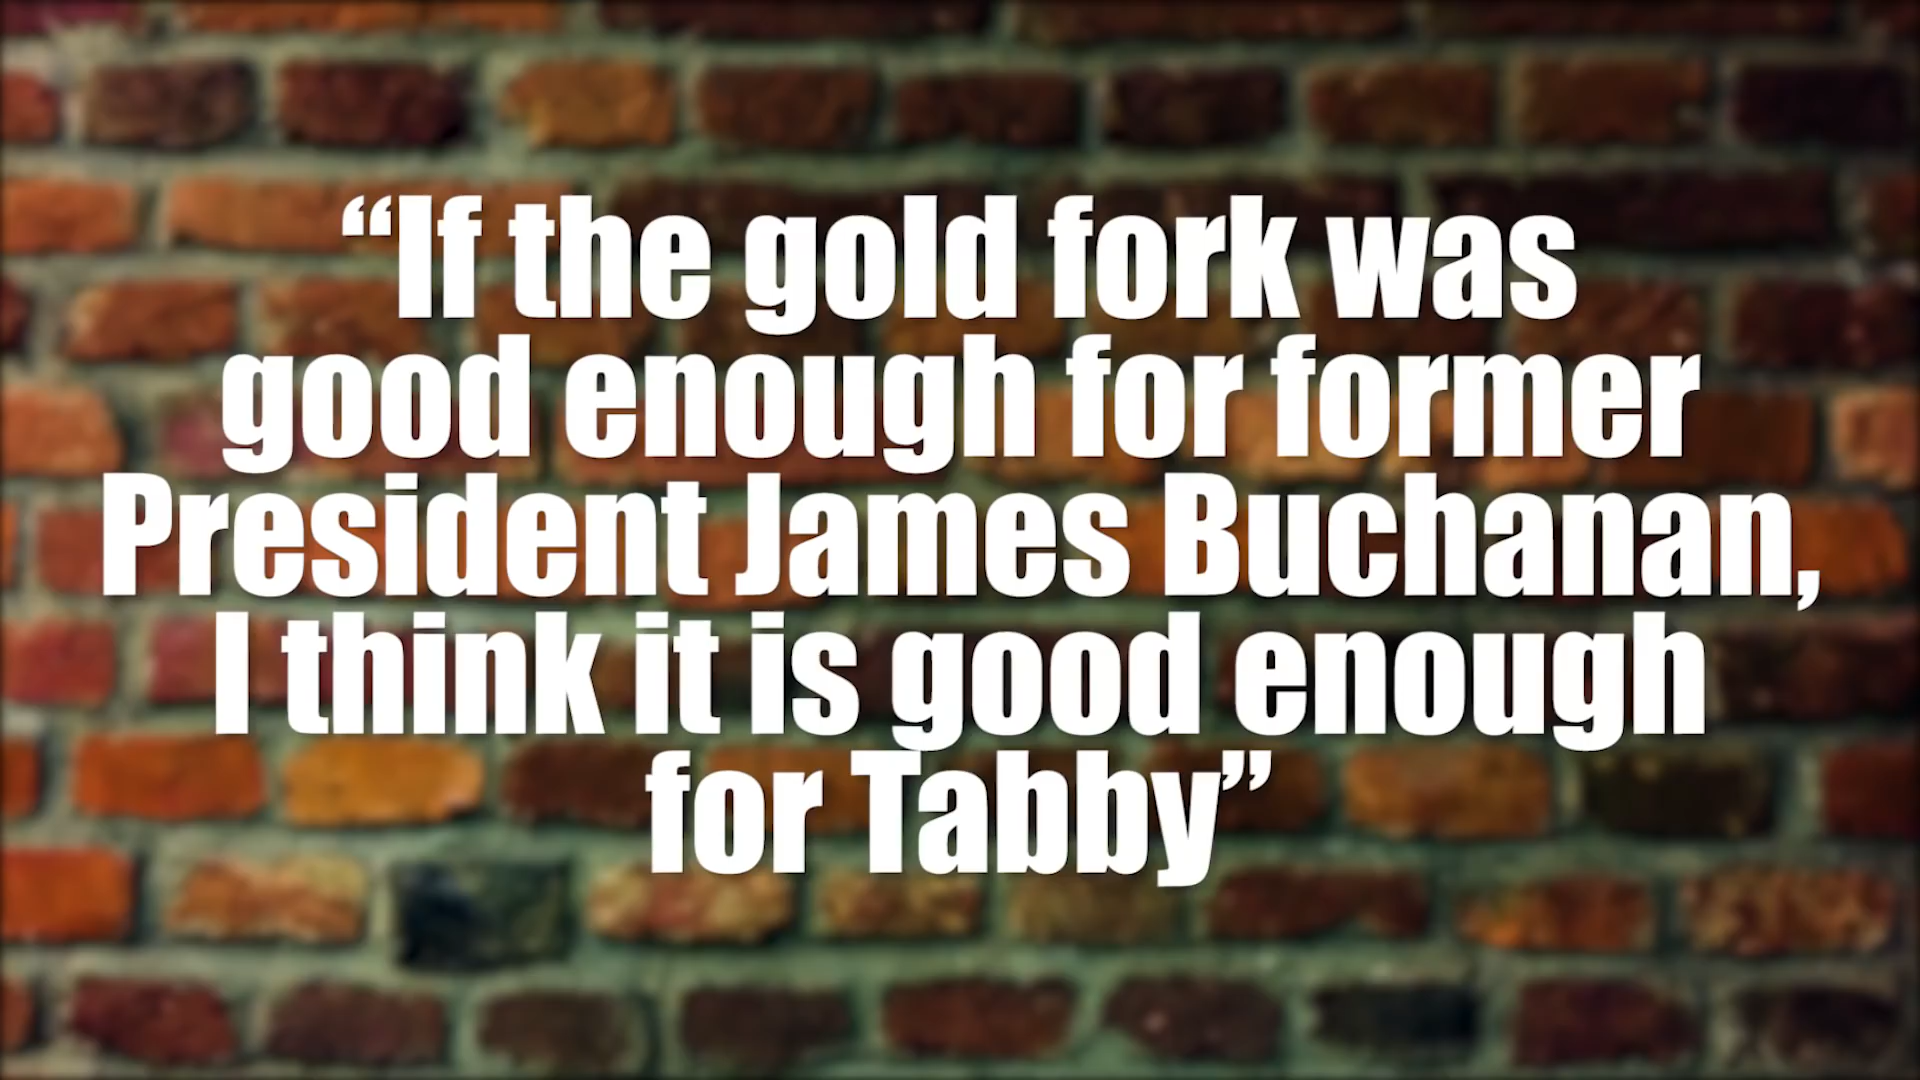 “If the gold fork was
good enough for former
President James Buchanan,
I think it is good enough
for Tabby”